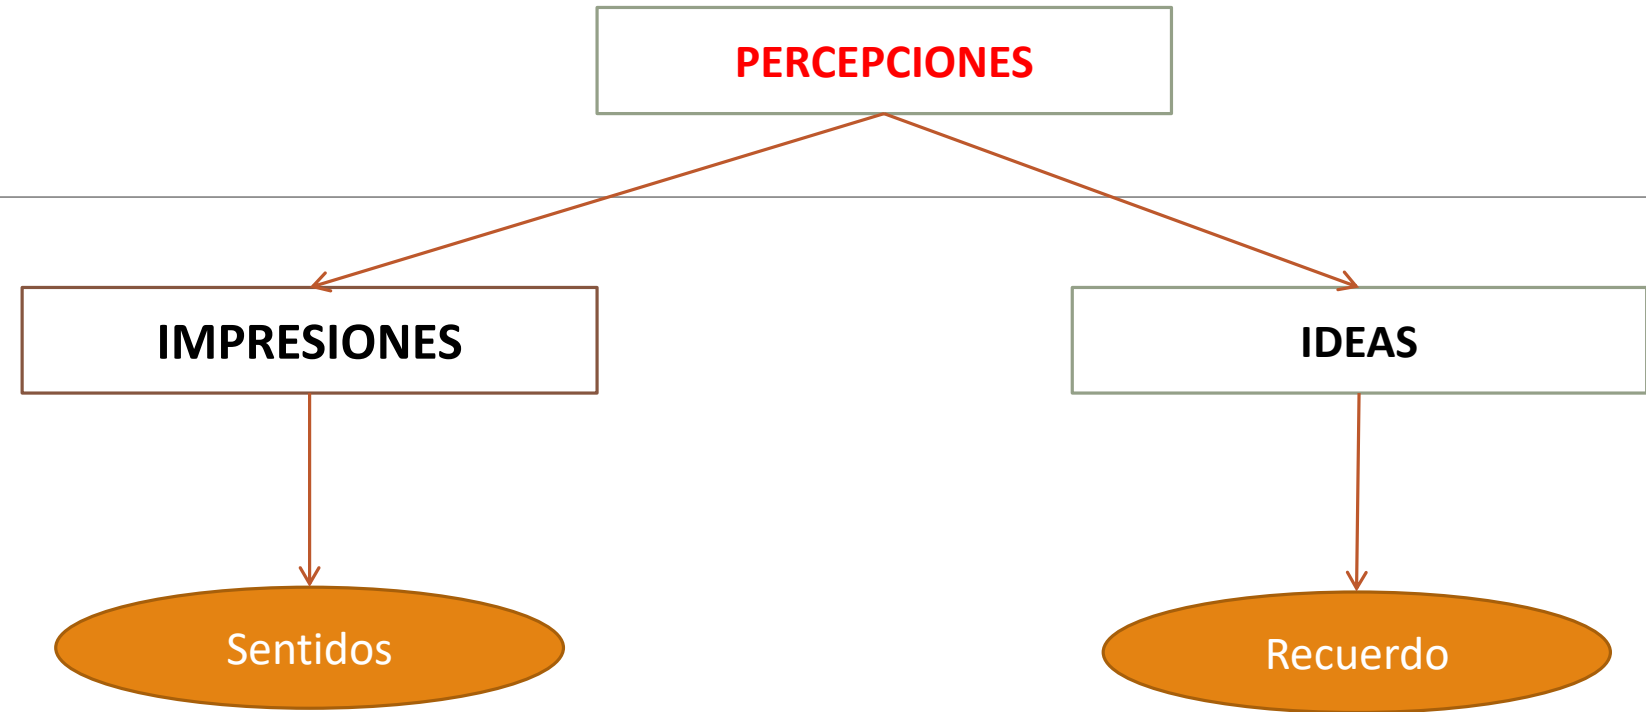 PERCEPCIONES
IMPRESIONES
IDEAS
Sentidos
Recuerdo